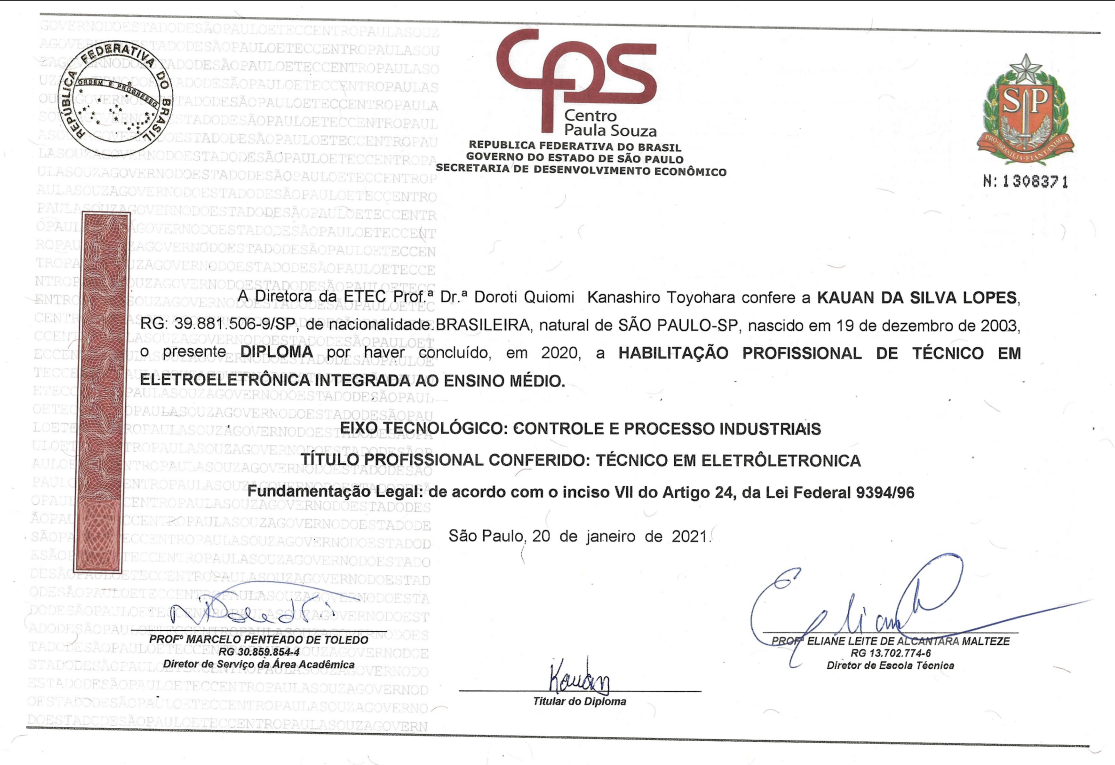 REPÚBLICA FEDERATIVA DO BRASIL
ORDEM E PROGRESSO
CPS
Centro
Paula Souza
REPUBLICA FEDERATIVA DO BRASIL
GOVERNO DO ESTADO DE SÃO PAULO
SECRETARIA DE DESENVOLVIMENTO ECONÔMICO
SP
N: 1308371
A Diretora da ETEC Prof.ª Dr.ª Doroti Quiomi Kanashiro Toyohara confere a KAUAN DA SILVA LOPES,
RG: 39.881.506-9/SP, de nacionalidade BRASILEIRA, natural de SÃO PAULO-SP, nascido em 19 de dezembro de 2003,
o presente DIPLOMA por haver concluído, em 2020, a HABILITAÇÃO PROFISSIONAL DE TÉCNICO EM
ELETROELETRÔNICA INTEGRADA AO ENSINO MÉDIO.
EIXO TECNOLÓGICO: CONTROLE E PROCESSO INDUSTRIAIS
TÍTULO PROFISSIONAL CONFERIDO: TÉCNICO EM ELETRÔLETRONICA
Fundamentação Legal: de acordo com o inciso VII do Artigo 24, da Lei Federal 9394/96
São Paulo, 20 de janeiro de 2021.
PROFº MARCELO PENTEADO DE TOLEDO
RG 30.859.854-4
Diretor de Serviço da Área Acadêmica
PROFª ELIANE LEITE DE ALCANTARA MALTEZE
RG 13.702.774-6
Diretor de Escola Técnica
Kauan
Titular do Diploma